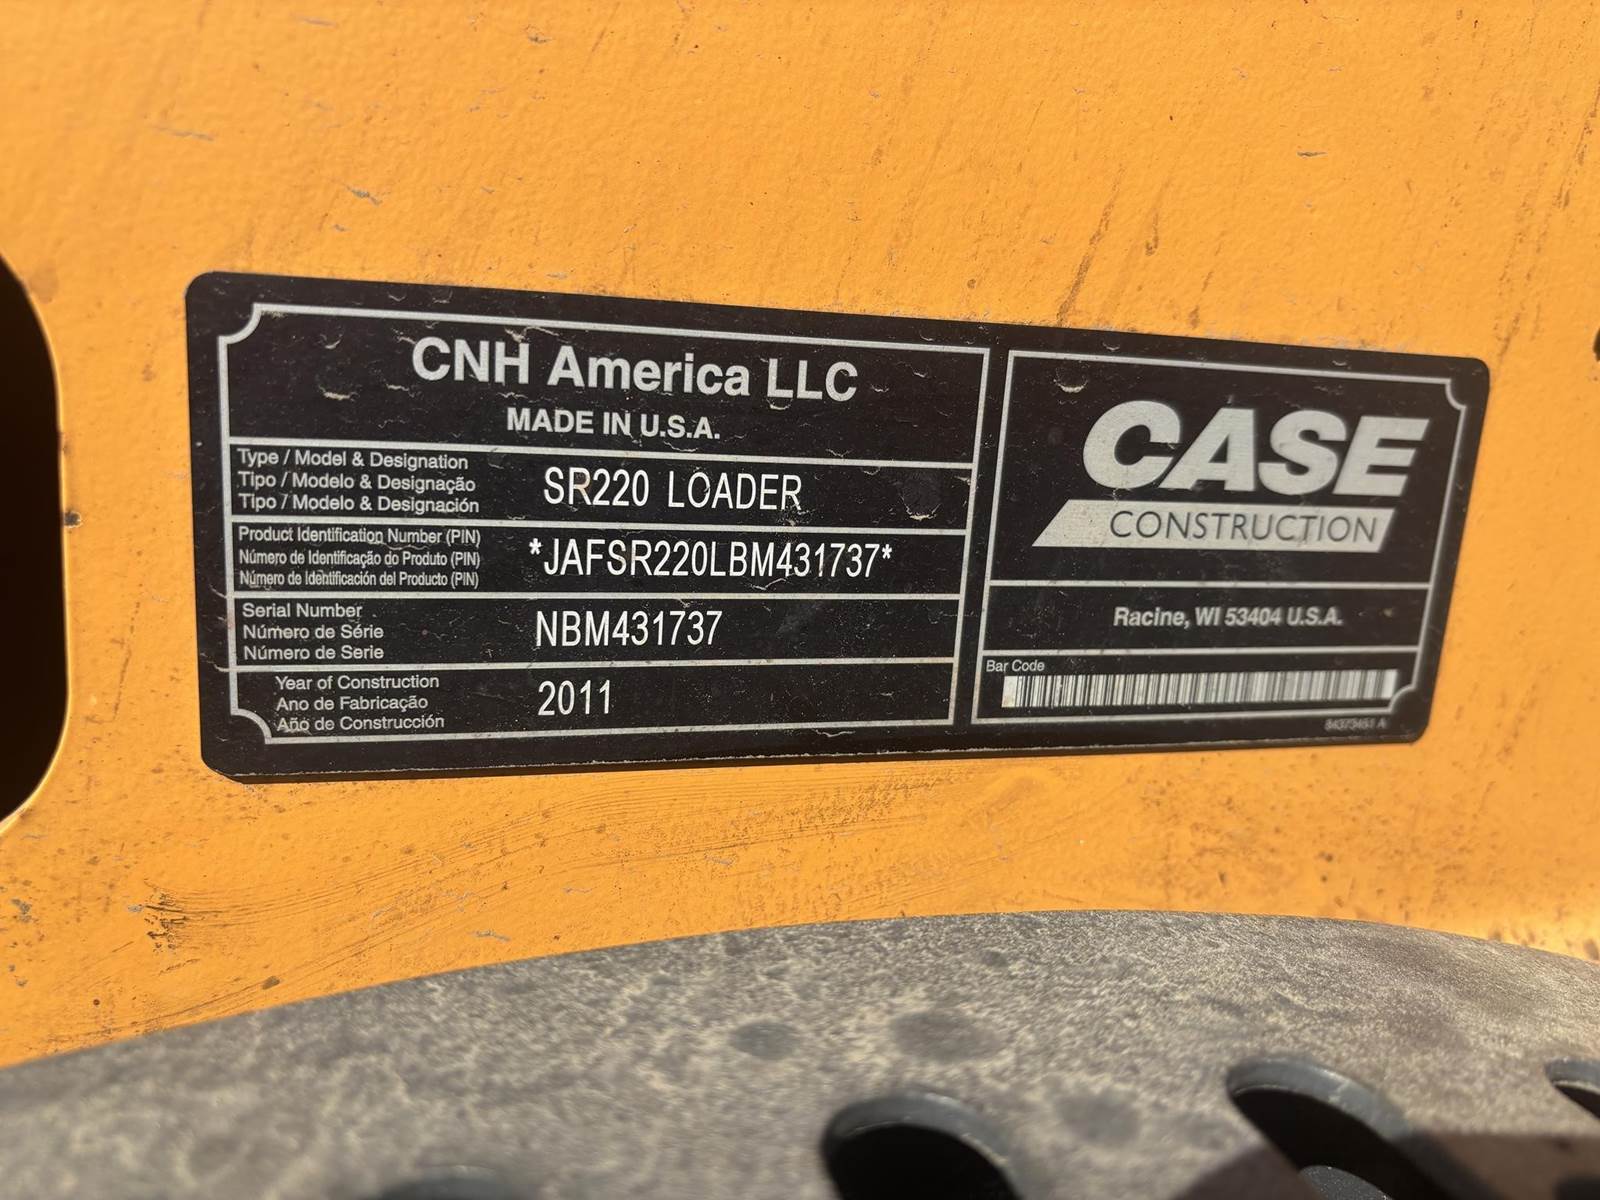 CNH America LLC
MADE IN U.S.A.
Type / Model & Designation
Tipo / Modelo & Designação
Tipo / Modelo & Designación
SR220 LOADER
Product Identification Number (PIN)
Número de Identificação do Produto (PIN)
Número de Identificación del Producto (PIN)
*JAFSR220LBM431737*
Serial Number
Número de Série
Número de Serie
NBM431737
Year of Construction
Ano de Fabricação
Año de Construcción
2011
CASE
CONSTRUCTION
Racine, WI 53404 U.S.A.
Bar Code
84373461 A